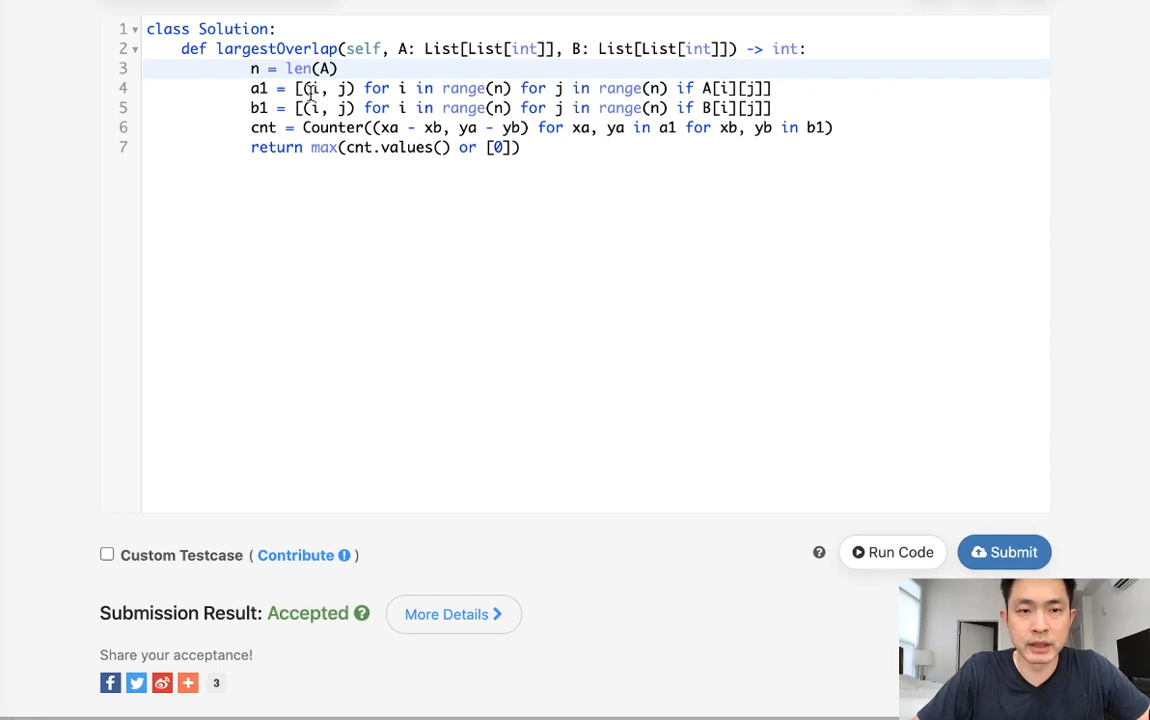 1 class Solution:
2 def largestOverlap(self, A: List[List[int]], B: List[List[int]]) -> int:
3 n = len(A)
4 a1 = [(i, j) for i in range(n) for j in range(n) if A[i][j]]
5 b1 = [(i, j) for i in range(n) for j in range(n) if B[i][j]]
6 cnt = Counter((xa - xb, ya - yb) for xa, ya in a1 for xb, yb in b1)
7 return max(cnt.values() or [0])
Custom Testcase ( Contribute )
? Run Code Submit
Submission Result: Accepted ? More Details
Share your acceptance!
3